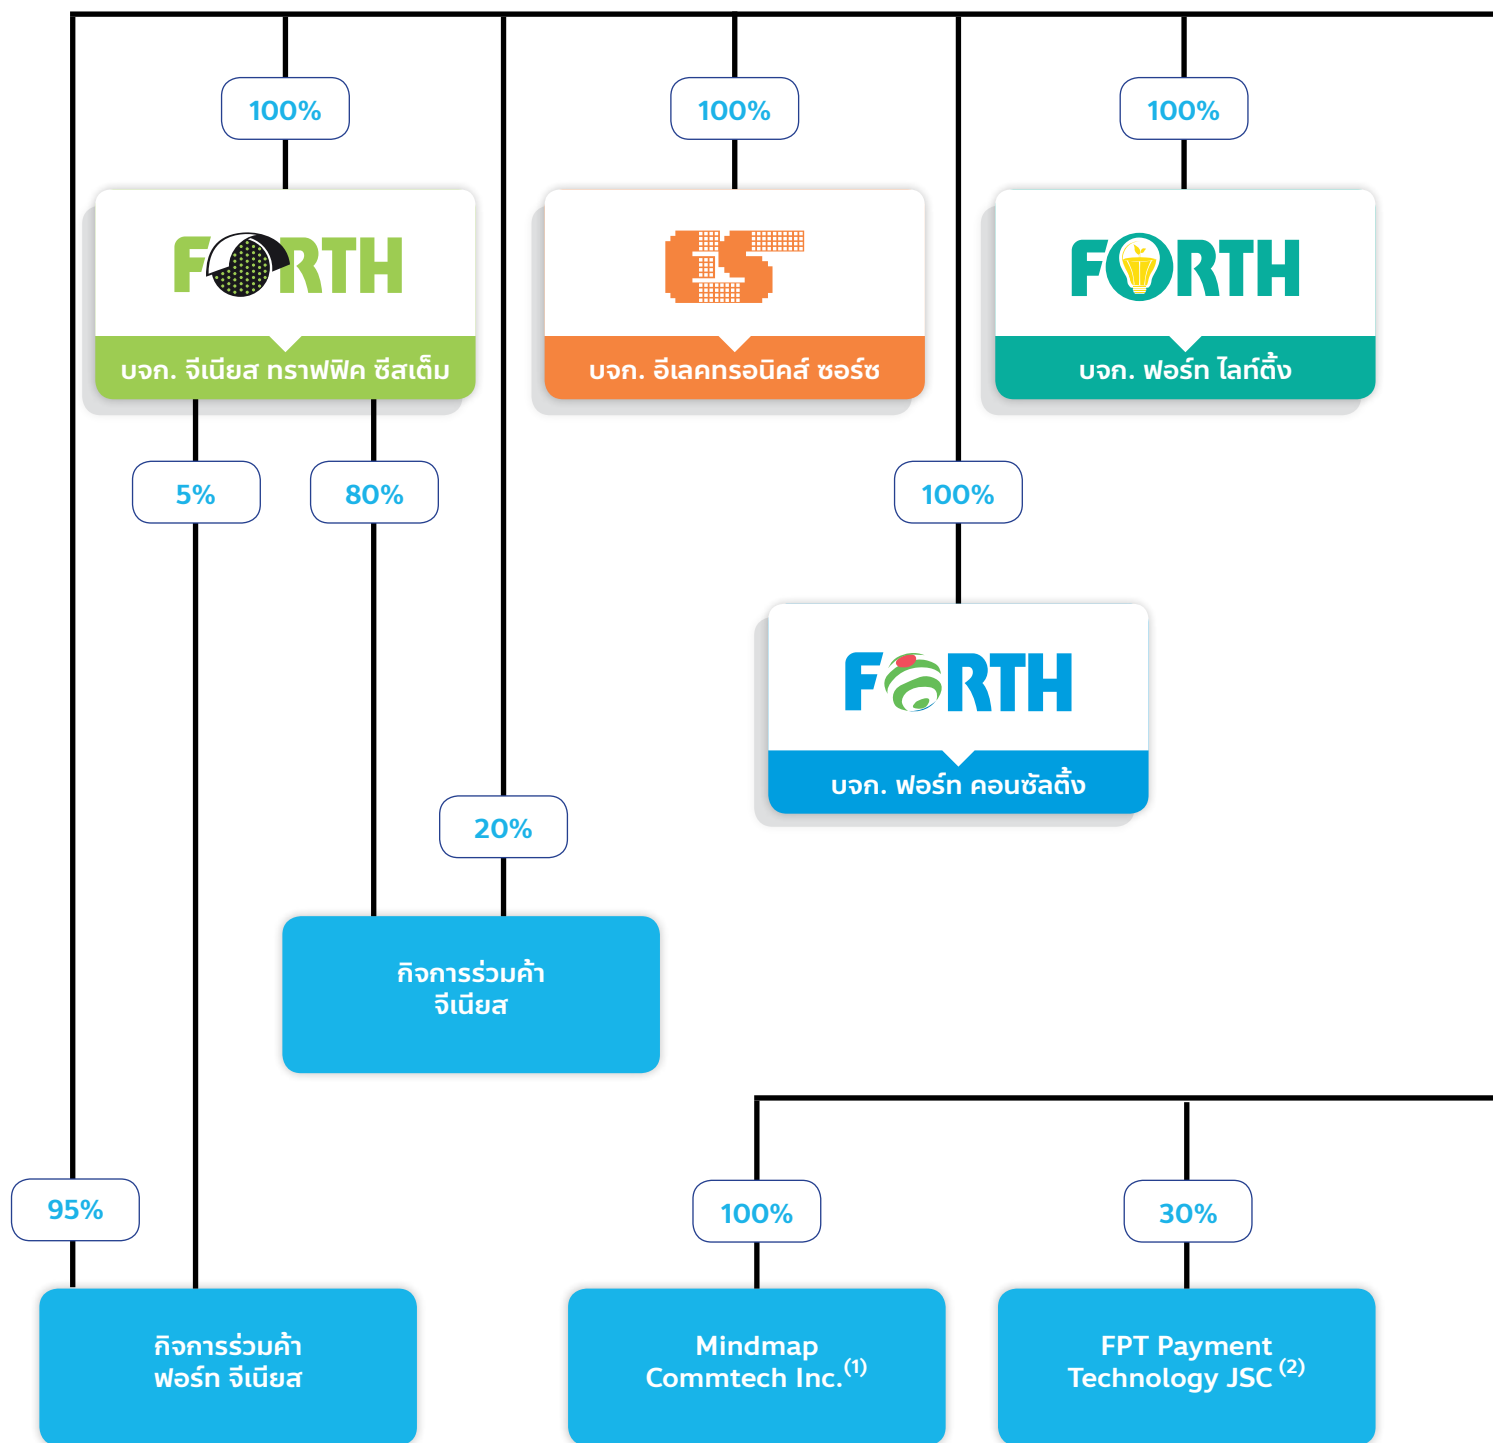 100%
100%
100%
FORTH
ES
FORTH
บจก. จีเนียส ทราฟฟิค ซีสเต็ม
บจก. อีเลคทรอนิคส์ ซอร์ซ
บจก. ฟอร์ท ไลท์ติ้ง
5%
80%
100%
FORTH
บจก. ฟอร์ท คอนซัลติ้ง
20%
กิจการร่วมค้า
จีเนียส
95%
100%
30%
กิจการร่วมค้า
ฟอร์ท จีเนียส
Mindmap
Commtech Inc.(1)
FPT Payment
Technology JSC (2)